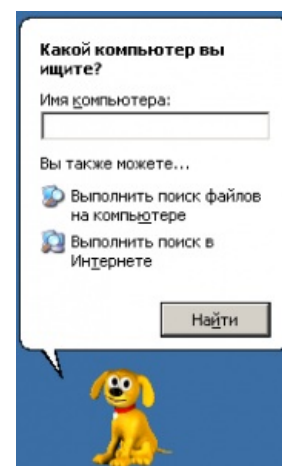 Какой компьютер вы
ищите?
Имя компьютера:
Вы также можете...
Выполнить поиск файлов
на компьютере
Выполнить поиск в
Интернете
Найти